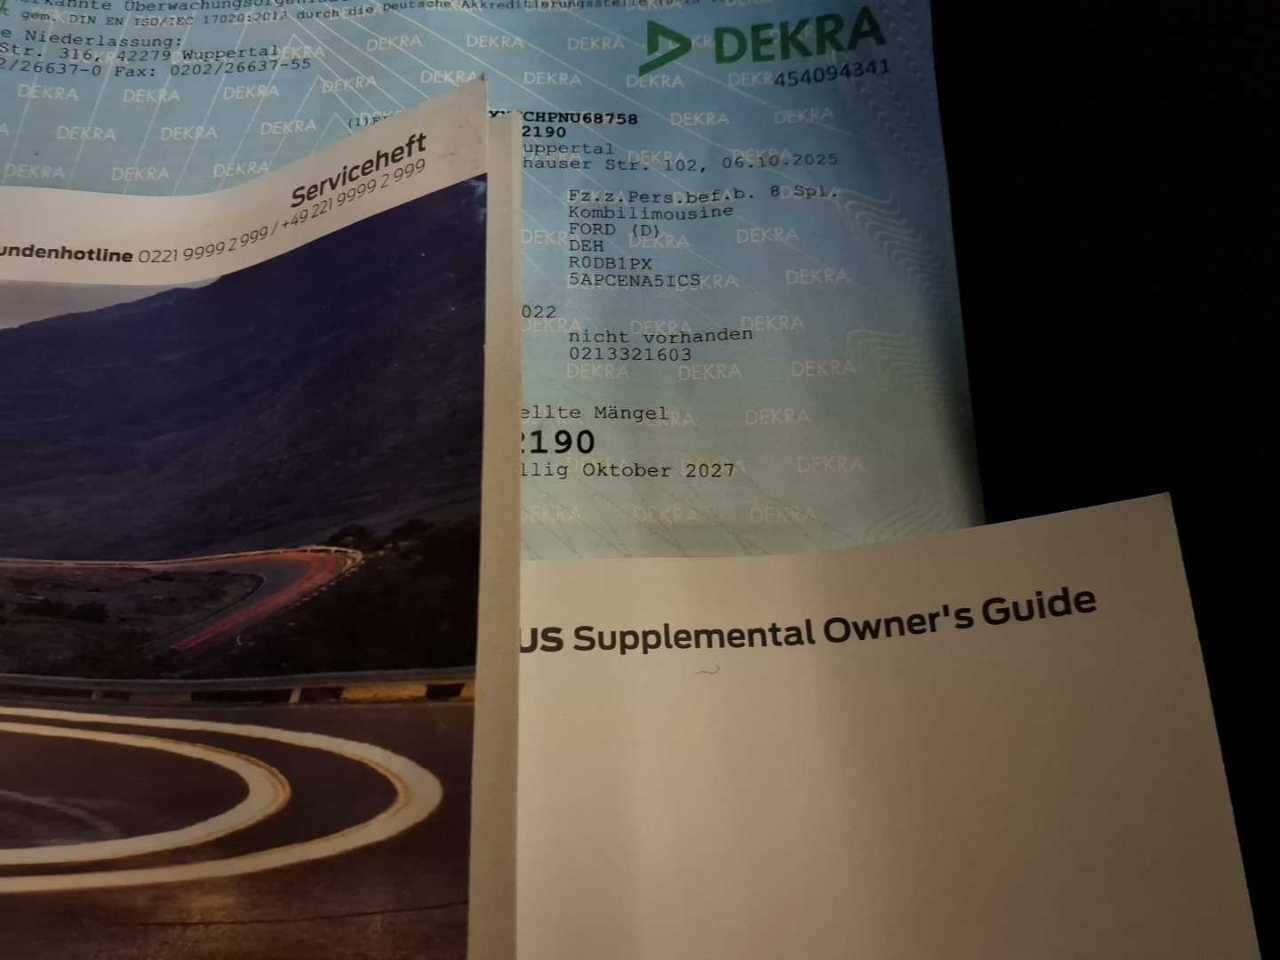 gem. DIN EN ISO/IEC 17020:2012 durch die Deutsche Akkreditierungsstelle
e Niederlassung:
Str. 316, 42279 Wuppertal
2/26637-0 Fax: 0202/26637-55
DEKRA
454094341
CHPNU68758
2190
uppertal
hauser Str. 102, 06.10.2025
Fz.z.Pers.bef.b. 8 Spl.
Kombilimousine
FORD (D)
DEH
R0DB1PX
5APCENA5ICS
022
nicht vorhanden
0213321603
ellte Mängel
2190
llig Oktober 2027
Serviceheft
undenhotline 0221 9999 2 999 / +49 221 9999 2 999
US Supplemental Owner's Guide